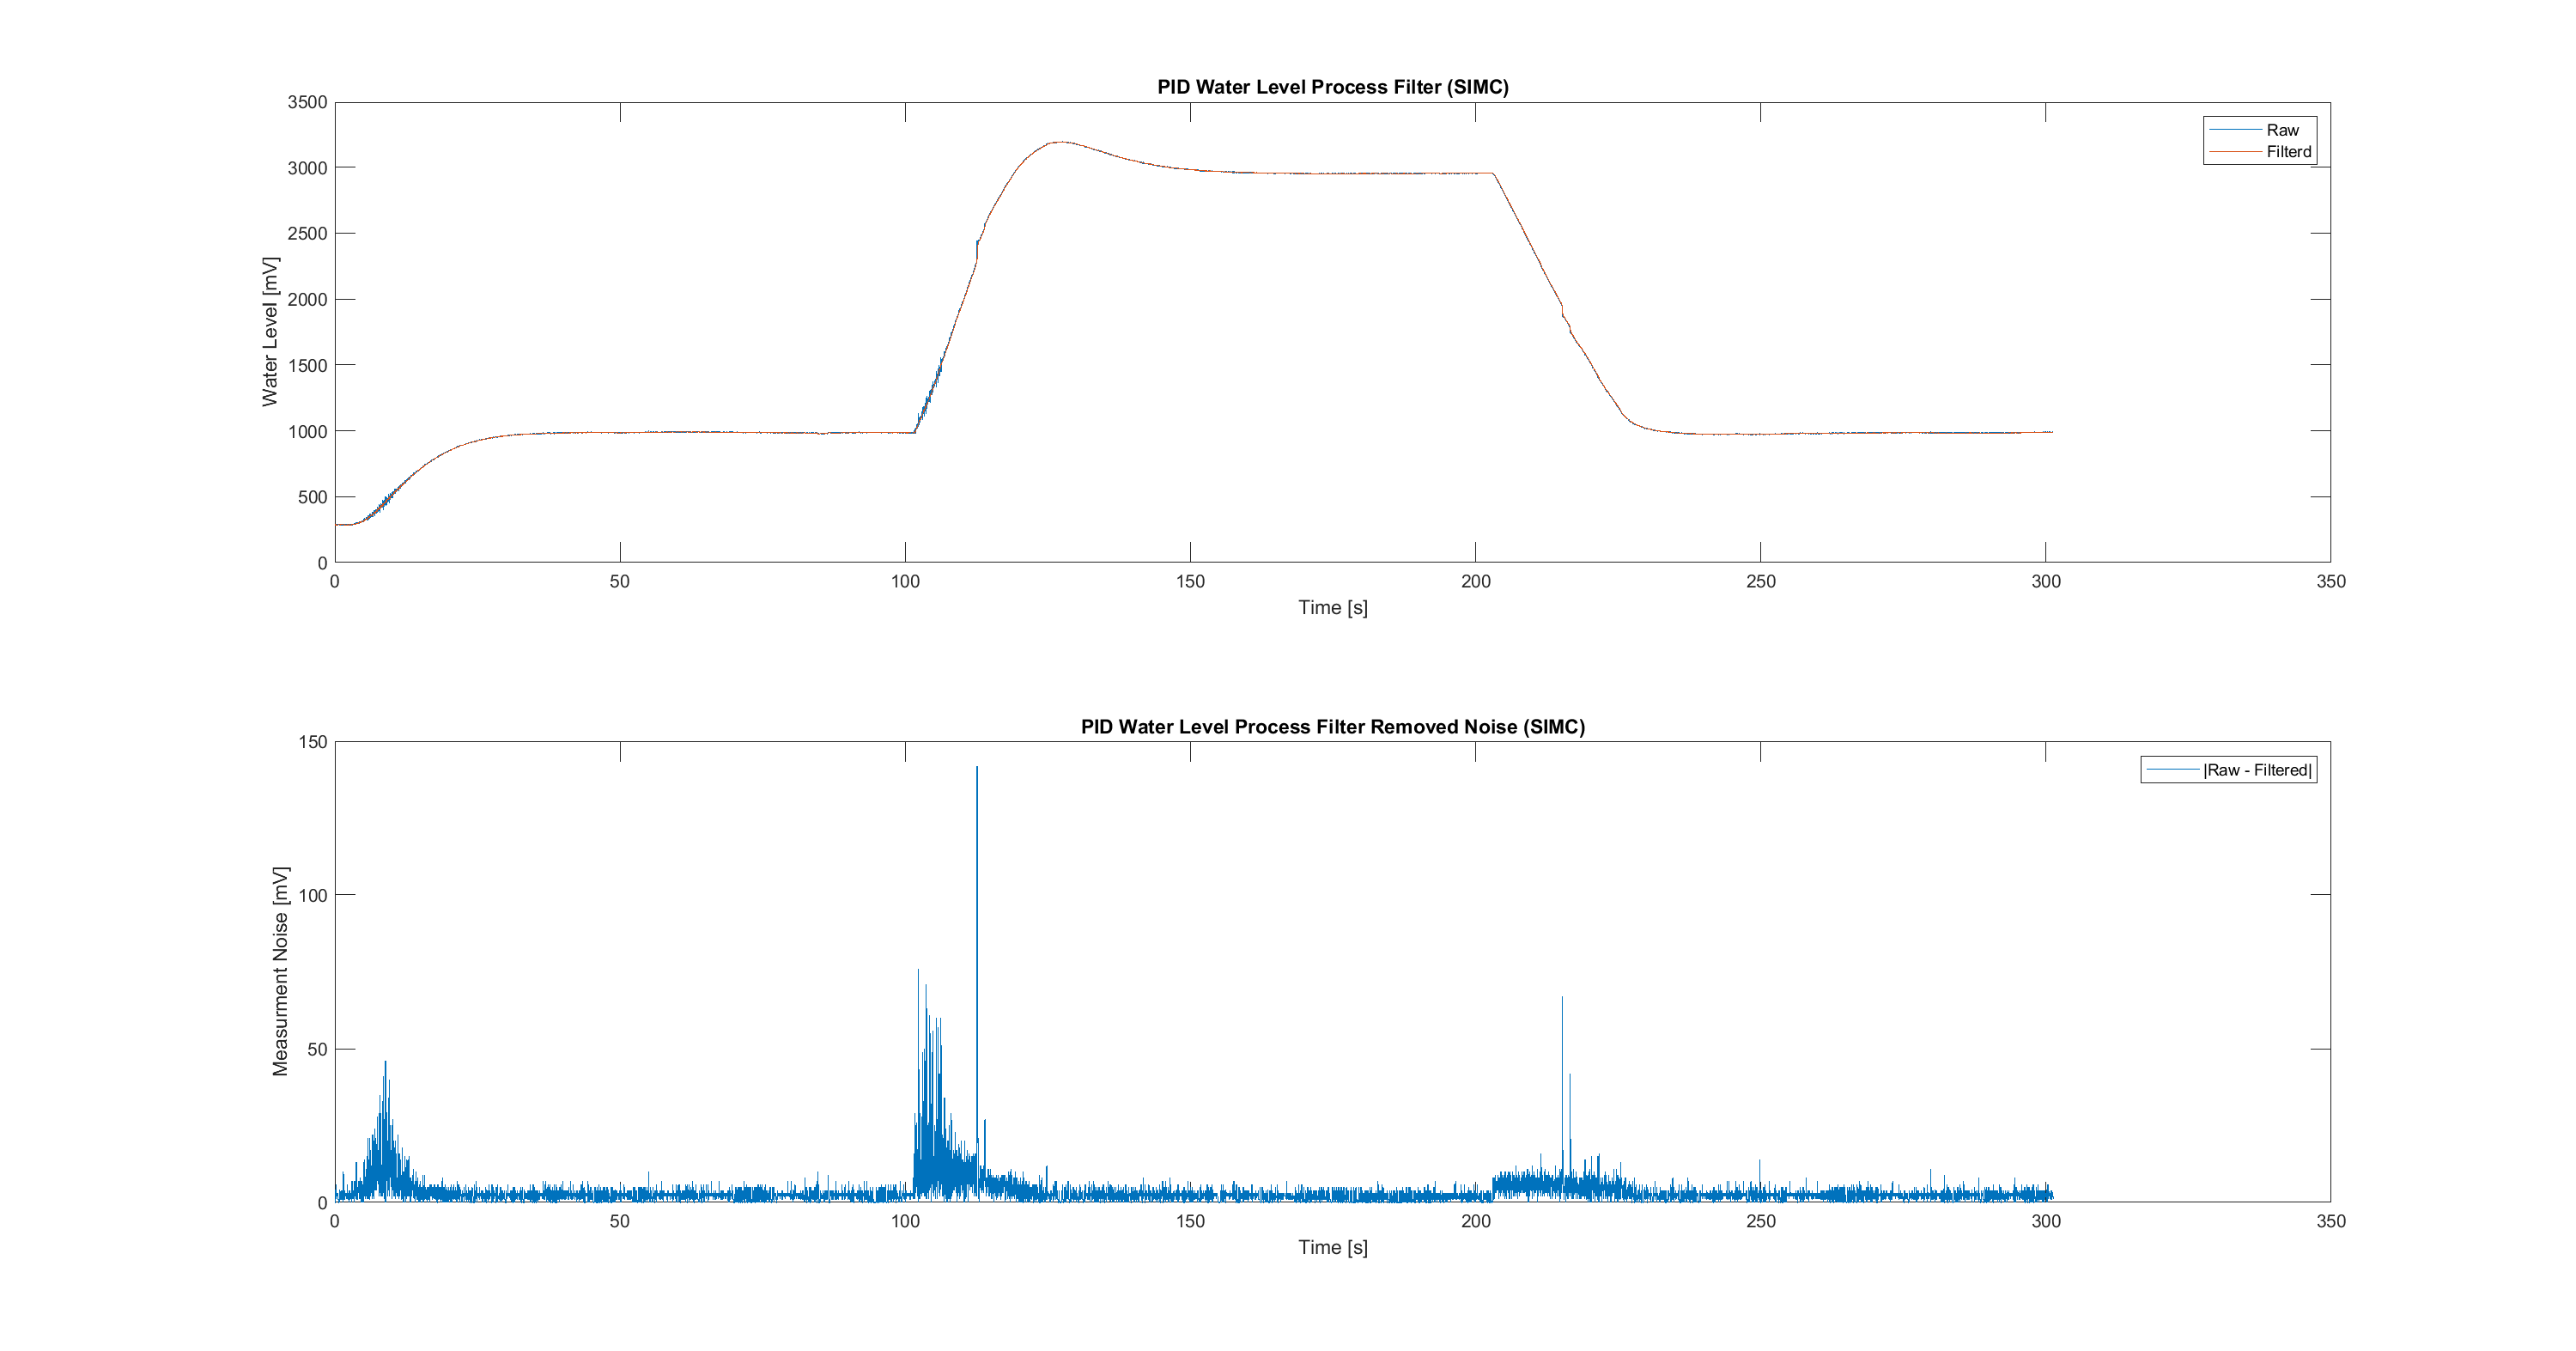 PID Water Level Process Filter (SIMC)
3500
3000
2500
2000
1500
1000
500
0
Water Level [mV]
Raw
Filterd
0 50 100 150 200 250 300 350
Time [s]
PID Water Level Process Filter Removed Noise (SIMC)
150
100
50
0
Measurment Noise [mV]
|Raw - Filtered|
0 50 100 150 200 250 300 350
Time [s]